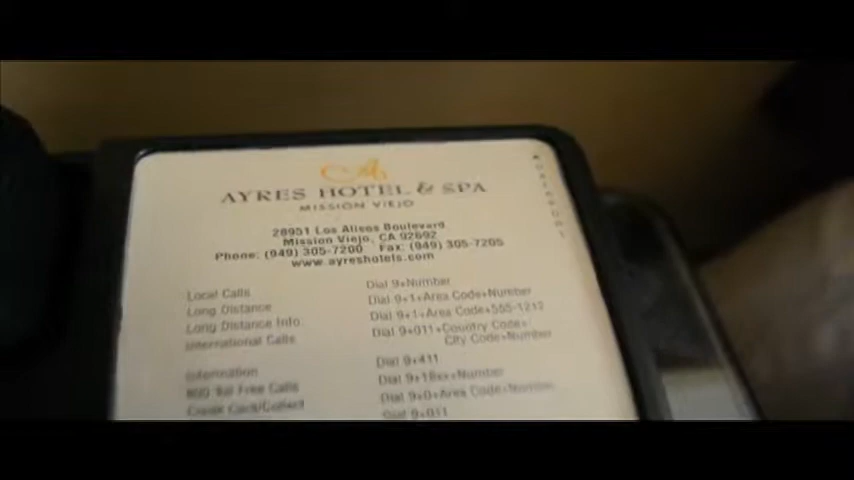 AYRES HOTEL & SPA
MISSION VIEJO
28951 Los Alisos Boulevard
Mission Viejo, CA 92692
Phone: (949) 305-7200 Fax: (949) 305-7205
www.ayreshotels.com
Local Calls Dial 9+Number
Long Distance Dial 9+1+Area Code+Number
Long Distance Info. Dial 9+1+Area Code+555-1212
International Calls Dial 9+011+Country Code+
City Code+Number
Information Dial 9+411
800 Toll Free Calls Dial 9+18xx+Number
Credit Card/Collect Dial 9+0+Area Code+Number
Dial 9+011